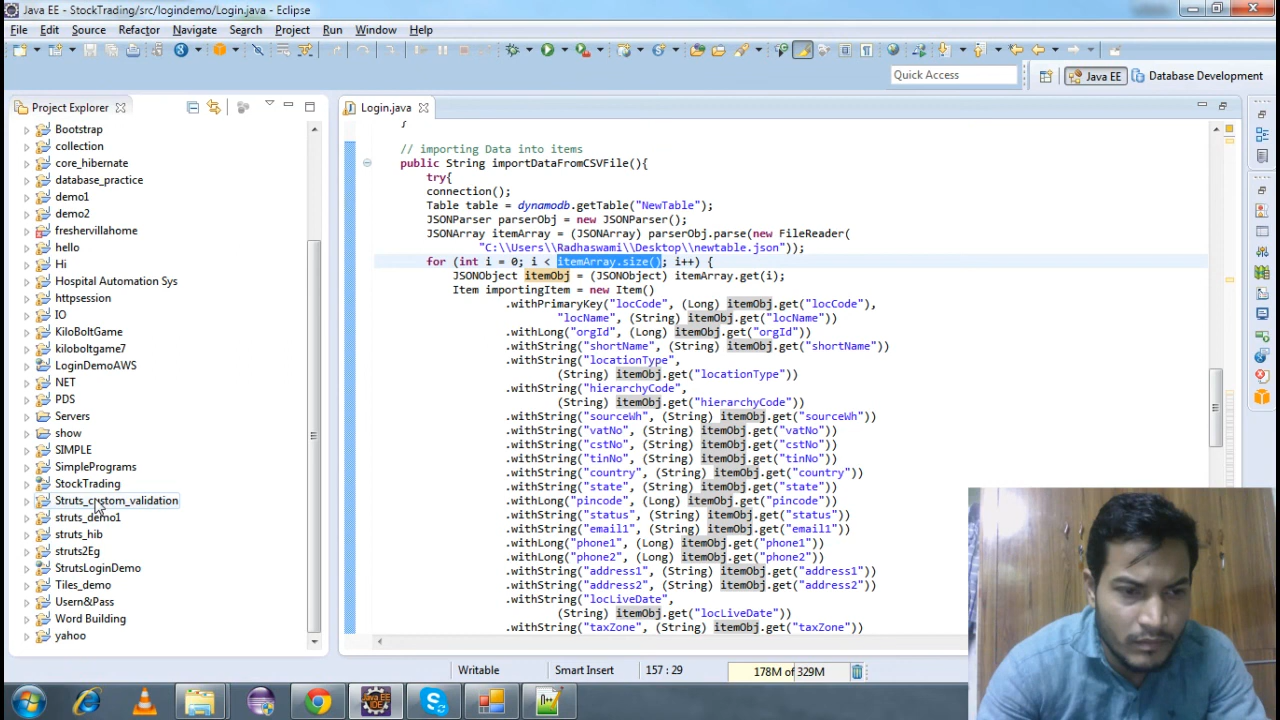 Java EE - StockTrading/src/logindemo/Login.java - Eclipse
File Edit Source Refactor Navigate Search Project Run Window Help
Quick Access
Java EE
Database Development
Project Explorer
Login.java
Bootstrap
collection
core_hibernate
database_practice
demo1
demo2
freshervillahome
hello
Hi
Hospital Automation Sys
httpsession
IO
KiloBoltGame
kiloboltgame7
LoginDemoAWS
NET
PDS
Servers
show
SIMPLE
SimplePrograms
StockTrading
Struts_custom_validation
struts_demo1
struts_hib
struts2Eg
StrutsLoginDemo
Tiles_demo
Usern&Pass
Word Building
yahoo
}
// importing Data into items
public String importDataFromCSVFile(){
try{
connection();
Table table = dynamodb.getTable("NewTable");
JSONParser parserObj = new JSONParser();
JSONArray itemArray = (JSONArray) parserObj.parse(new FileReader(
"C:\\Users\\Radhaswami\\Desktop\\newtable.json"));
for (int i = 0; i < itemArray.size(); i++) {
JSONObject itemObj = (JSONObject) itemArray.get(i);
Item importingItem = new Item()
.withPrimaryKey("locCode", (Long) itemObj.get("locCode"),
"locName", (String) itemObj.get("locName"))
.withLong("orgId", (Long) itemObj.get("orgId"))
.withString("shortName", (String) itemObj.get("shortName"))
.withString("locationType",
(String) itemObj.get("locationType"))
.withString("hierarchyCode",
(String) itemObj.get("hierarchyCode"))
.withString("sourceWh", (String) itemObj.get("sourceWh"))
.withString("vatNo", (String) itemObj.get("vatNo"))
.withString("cstNo", (String) itemObj.get("cstNo"))
.withString("tinNo", (String) itemObj.get("tinNo"))
.withString("country", (String) itemObj.get("country"))
.withString("state", (String) itemObj.get("state"))
.withLong("pincode", (Long) itemObj.get("pincode"))
.withString("status", (String) itemObj.get("status"))
.withString("email1", (String) itemObj.get("email1"))
.withLong("phone1", (Long) itemObj.get("phone1"))
.withLong("phone2", (Long) itemObj.get("phone2"))
.withString("address1", (String) itemObj.get("address1"))
.withString("address2", (String) itemObj.get("address2"))
.withString("locLiveDate",
(String) itemObj.get("locLiveDate"))
.withString("taxZone", (String) itemObj.get("taxZone"))
Writable
Smart Insert
157 : 29
178M of 329M